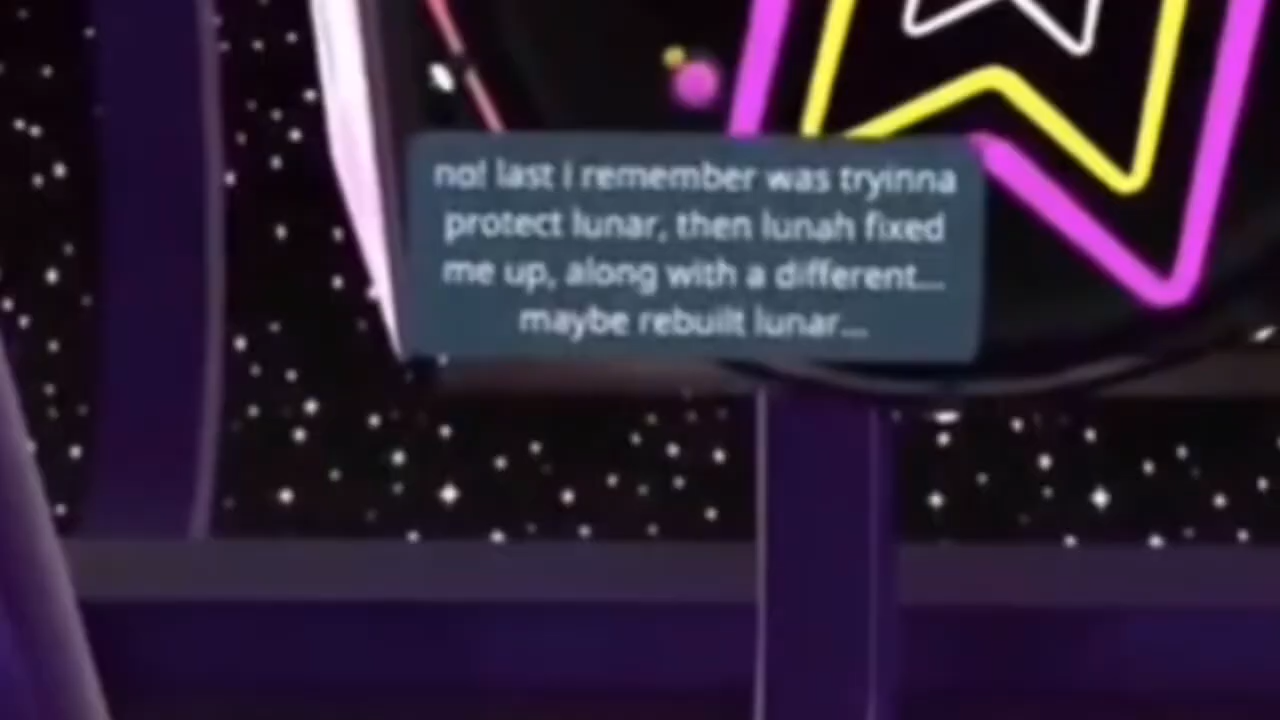 no! last i remember was tryinna
protect lunar, then lunah fixed
me up, along with a different...
maybe rebuilt lunar...